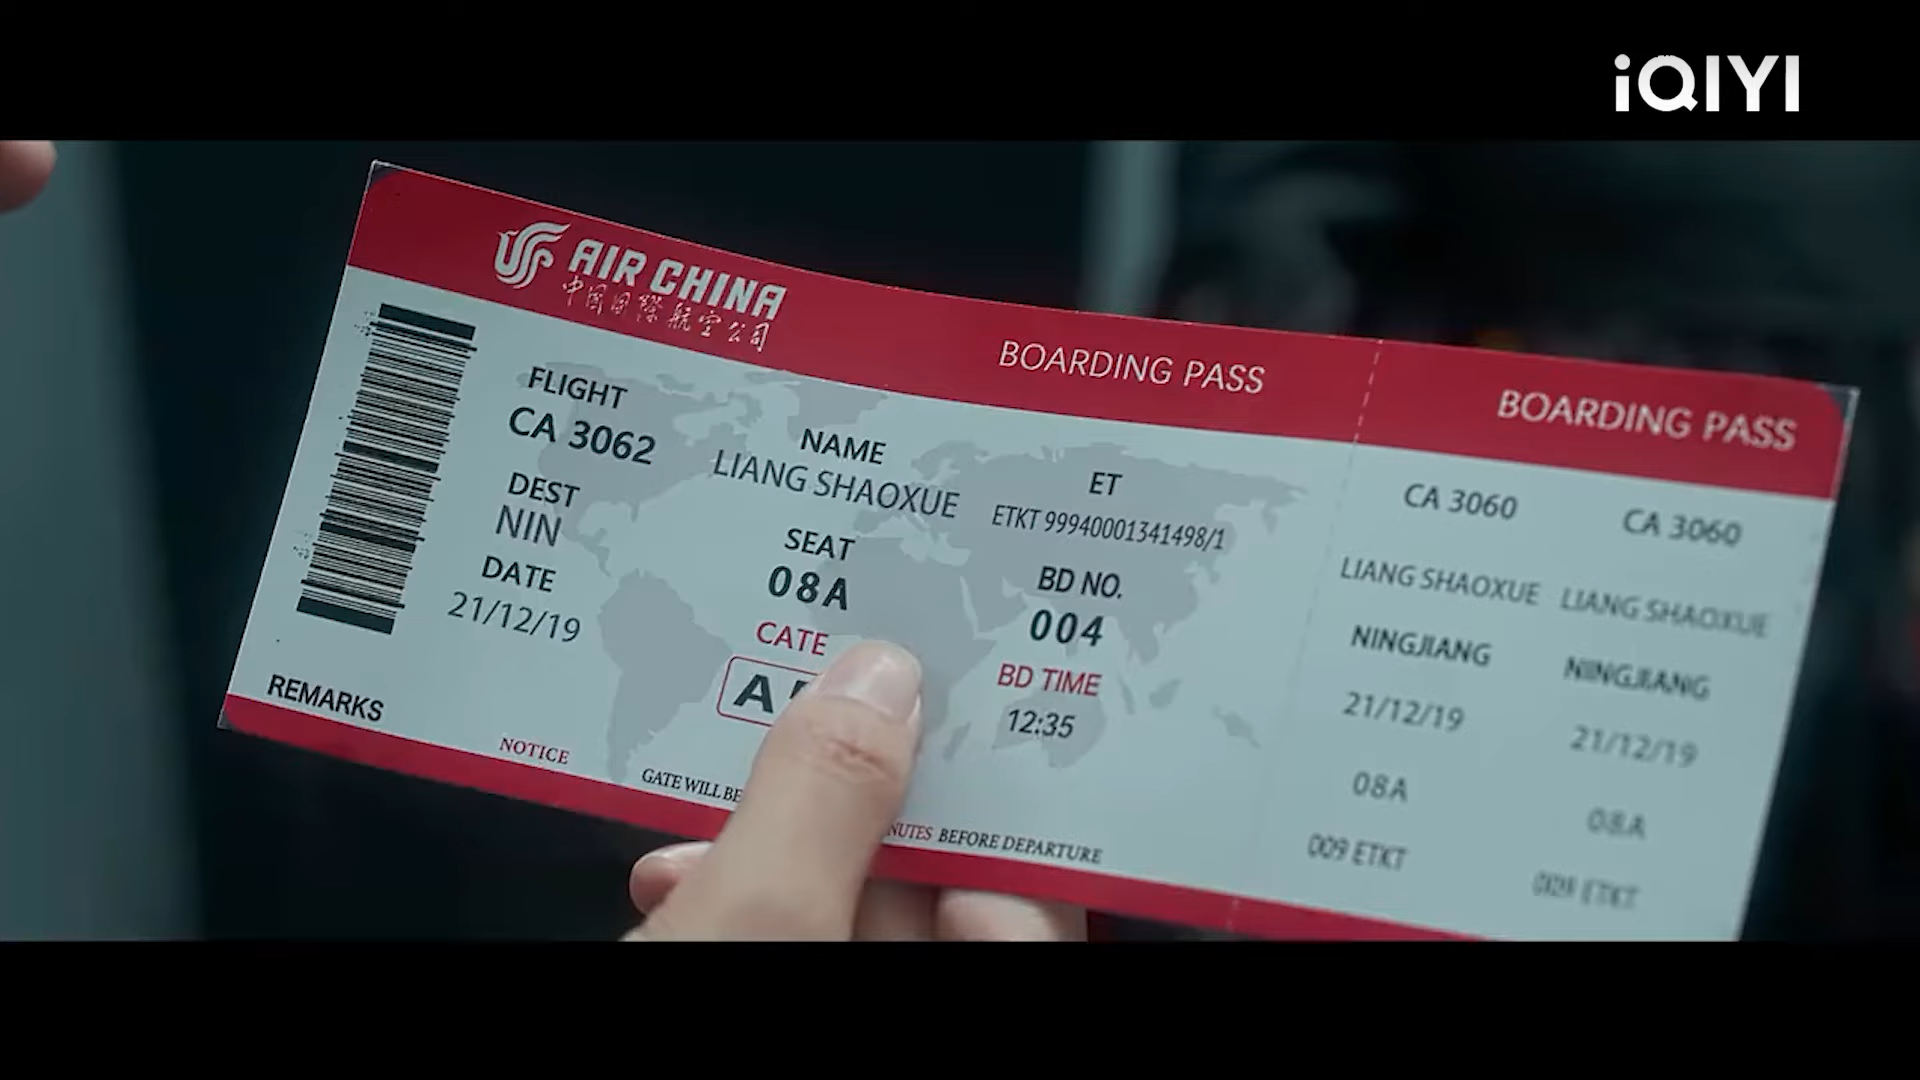 iQIYI
AIR CHINA
中国国际航空公司
BOARDING PASS
BOARDING PASS
FLIGHT
CA 3062
DEST
NIN
DATE
21/12/19
REMARKS
NAME
LIANG SHAOXUE
SEAT
08A
CATE
ET
ETKT 99940001341498/1
BD NO.
004
BD TIME
12:35
NOTICE
GATE WILL BE
BEFORE DEPARTURE
CA 3060
LIANG SHAOXUE
NINGJIANG
21/12/19
08A
009 ETKT
CA 3060
LIANG SHAOXUE
NINGJIANG
21/12/19
08A
009 ETKT